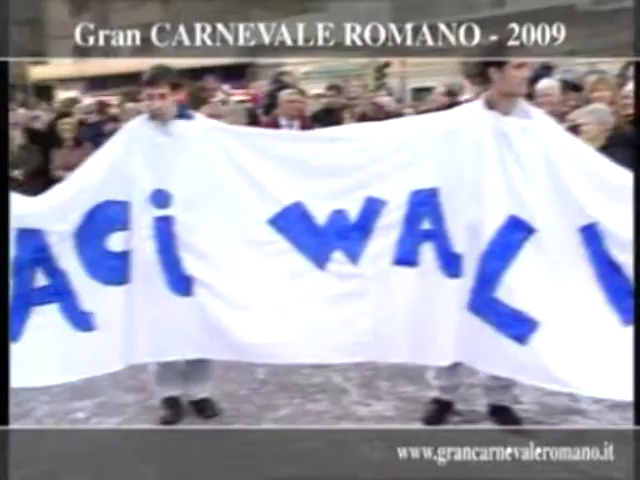 Gran CARNEVALE ROMANO - 2009
ACi WAL
www.grancarnevaleromano.it